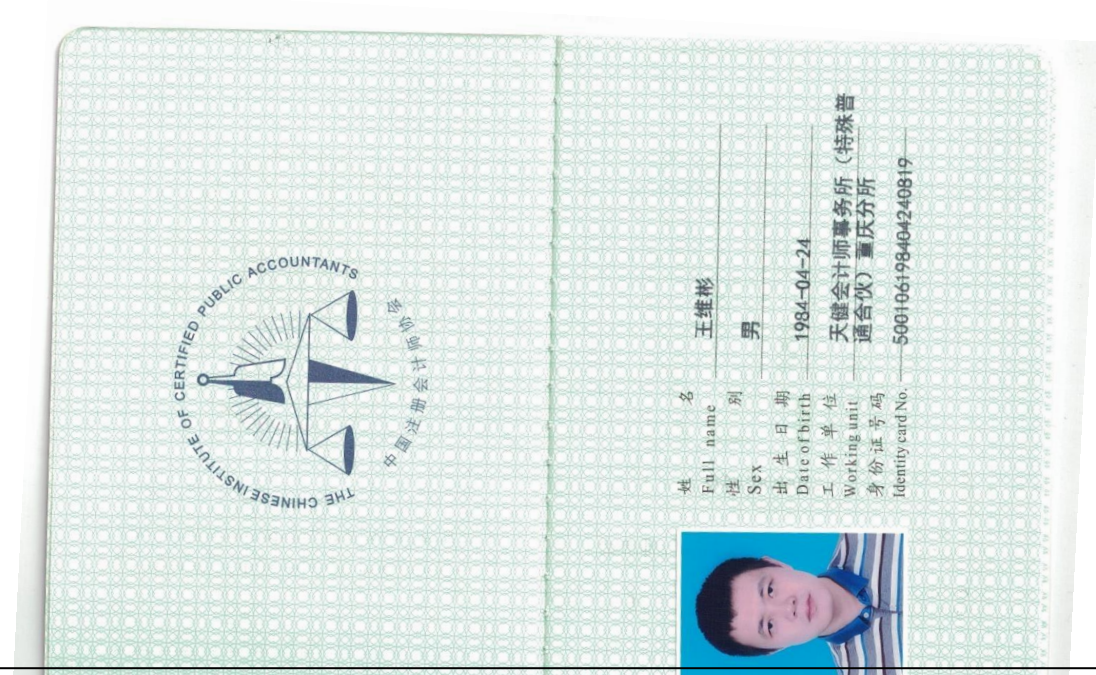 THE CHINESE INSTITUTE OF CERTIFIED PUBLIC ACCOUNTANTS
中国注册会计师协会
姓 名 王维彬
Full name
性 别 男
Sex
出 生 日 期 1984-04-24
Date of birth
工 作 单 位 天健会计师事务所（特殊普
Working unit 通合伙）重庆分所
身 份 证 号 码 500106198404240819
Identity card No.